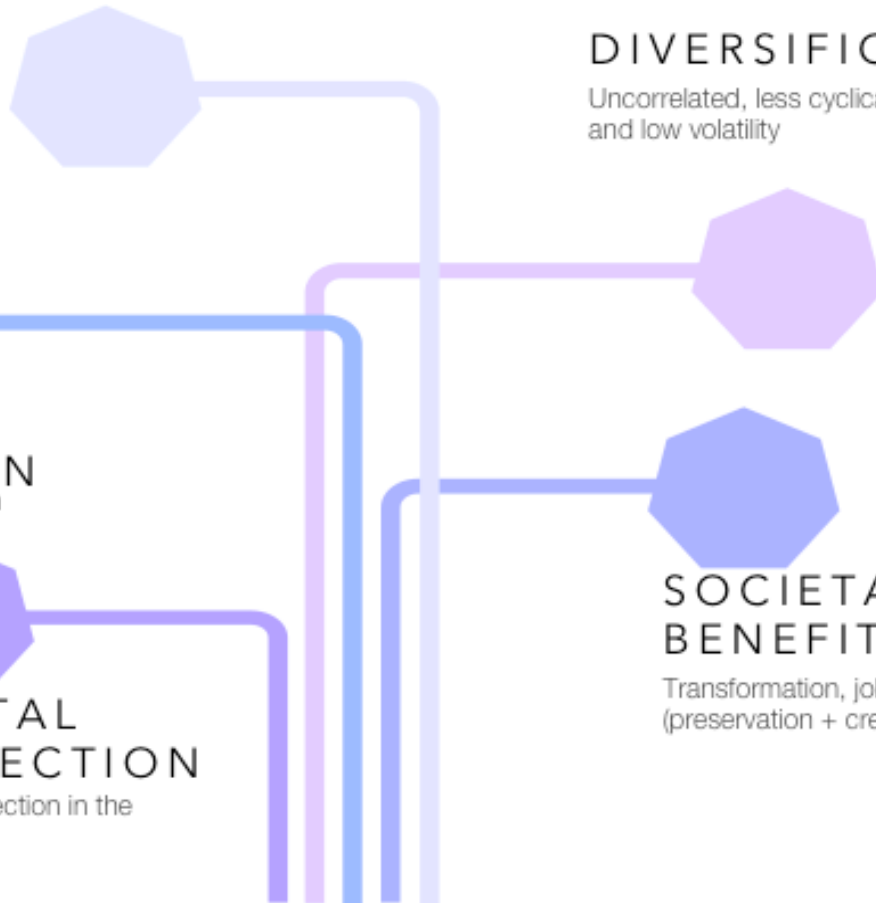 DIVERSIFIC
Uncorrelated, less cyclica
and low volatility
N
SOCIETA
BENEFIT
Transformation, jo
(preservation + cre
TAL
ECTION
ection in the